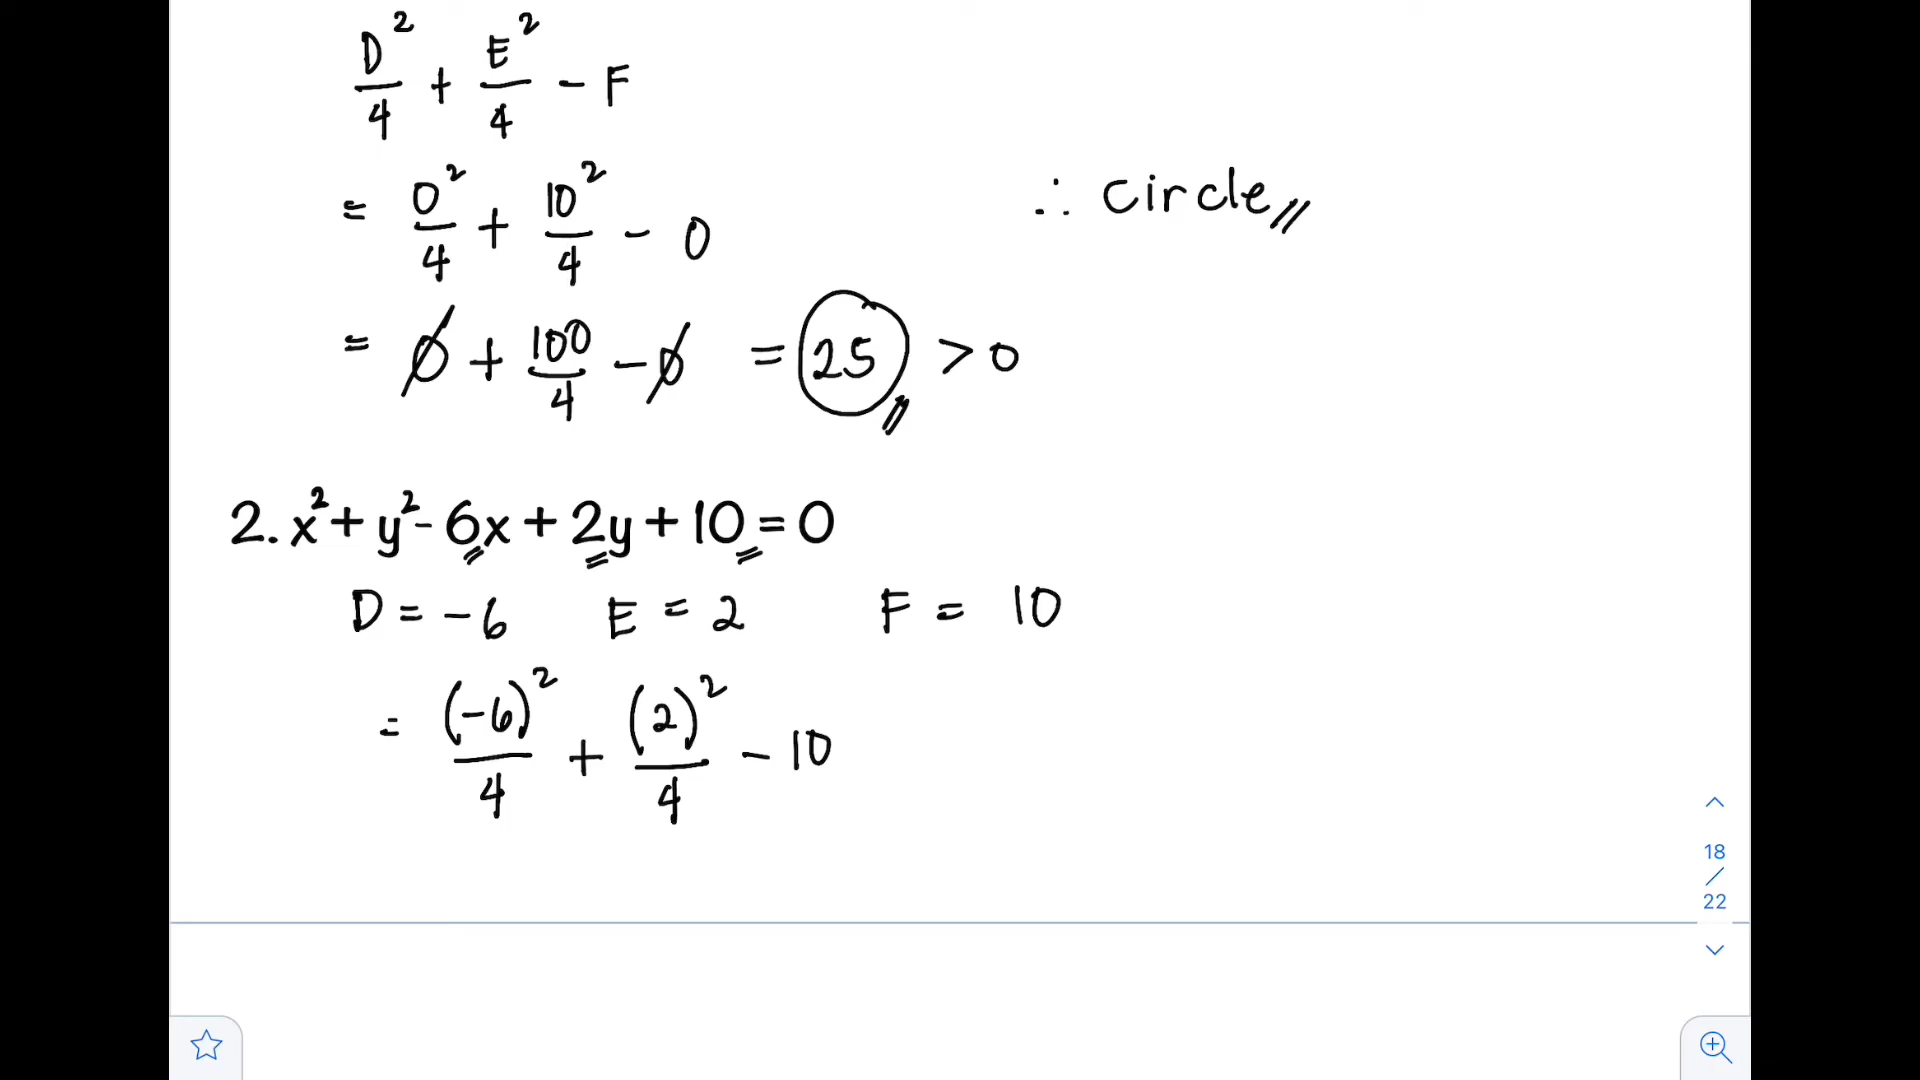 D²/4 + E²/4 - F
= 0²/4 + 10²/4 - 0
∴ circle
= 0 + 100/4 - 0 = 25 > 0
2. x² + y² - 6x + 2y + 10 = 0
D = -6 E = 2 F = 10
= (-6)²/4 + (2)²/4 - 10
18
/
22